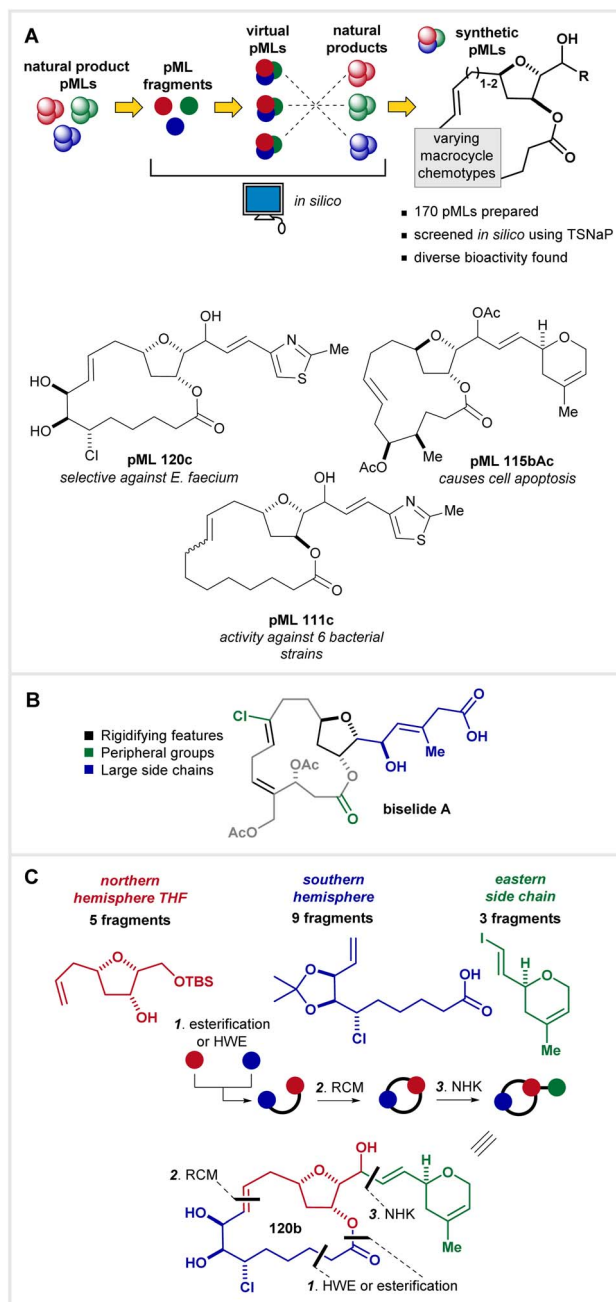 A
natural product
pMLs
pML
fragments
virtual
pMLs
natural
products
synthetic
pMLs
in silico
OH
R
O
1-2
O
O
varying
macrocycle
chemotypes
■ 170 pMLs prepared
■ screened in silico using TSNaP
■ diverse bioactivity found
OH
O
N
Me
S
O
O
HO
HO
Cl
pML 120c
selective against E. faecium
OAc
H
O
O
O
O
Me
AcO
Me
pML 115bAc
causes cell apoptosis
OH
O
N
Me
S
O
O
pML 111c
activity against 6 bacterial
strains
B
■ Rigidifying features
■ Peripheral groups
■ Large side chains
Cl
O
O
OH
OH
Me
OAc
O
O
AcO
biselide A
C
northern
hemisphere THF
5 fragments
southern
hemisphere
9 fragments
eastern
side chain
3 fragments
O
OTBS
OH
Me
Me
O
O
O
OH
Cl
I
H
O
Me
1. esterification
or HWE
2. RCM
3. NHK
2. RCM
OH
O
H
O
3. NHK
HO
HO
120b
O
O
Cl
Me
1. HWE or esterification